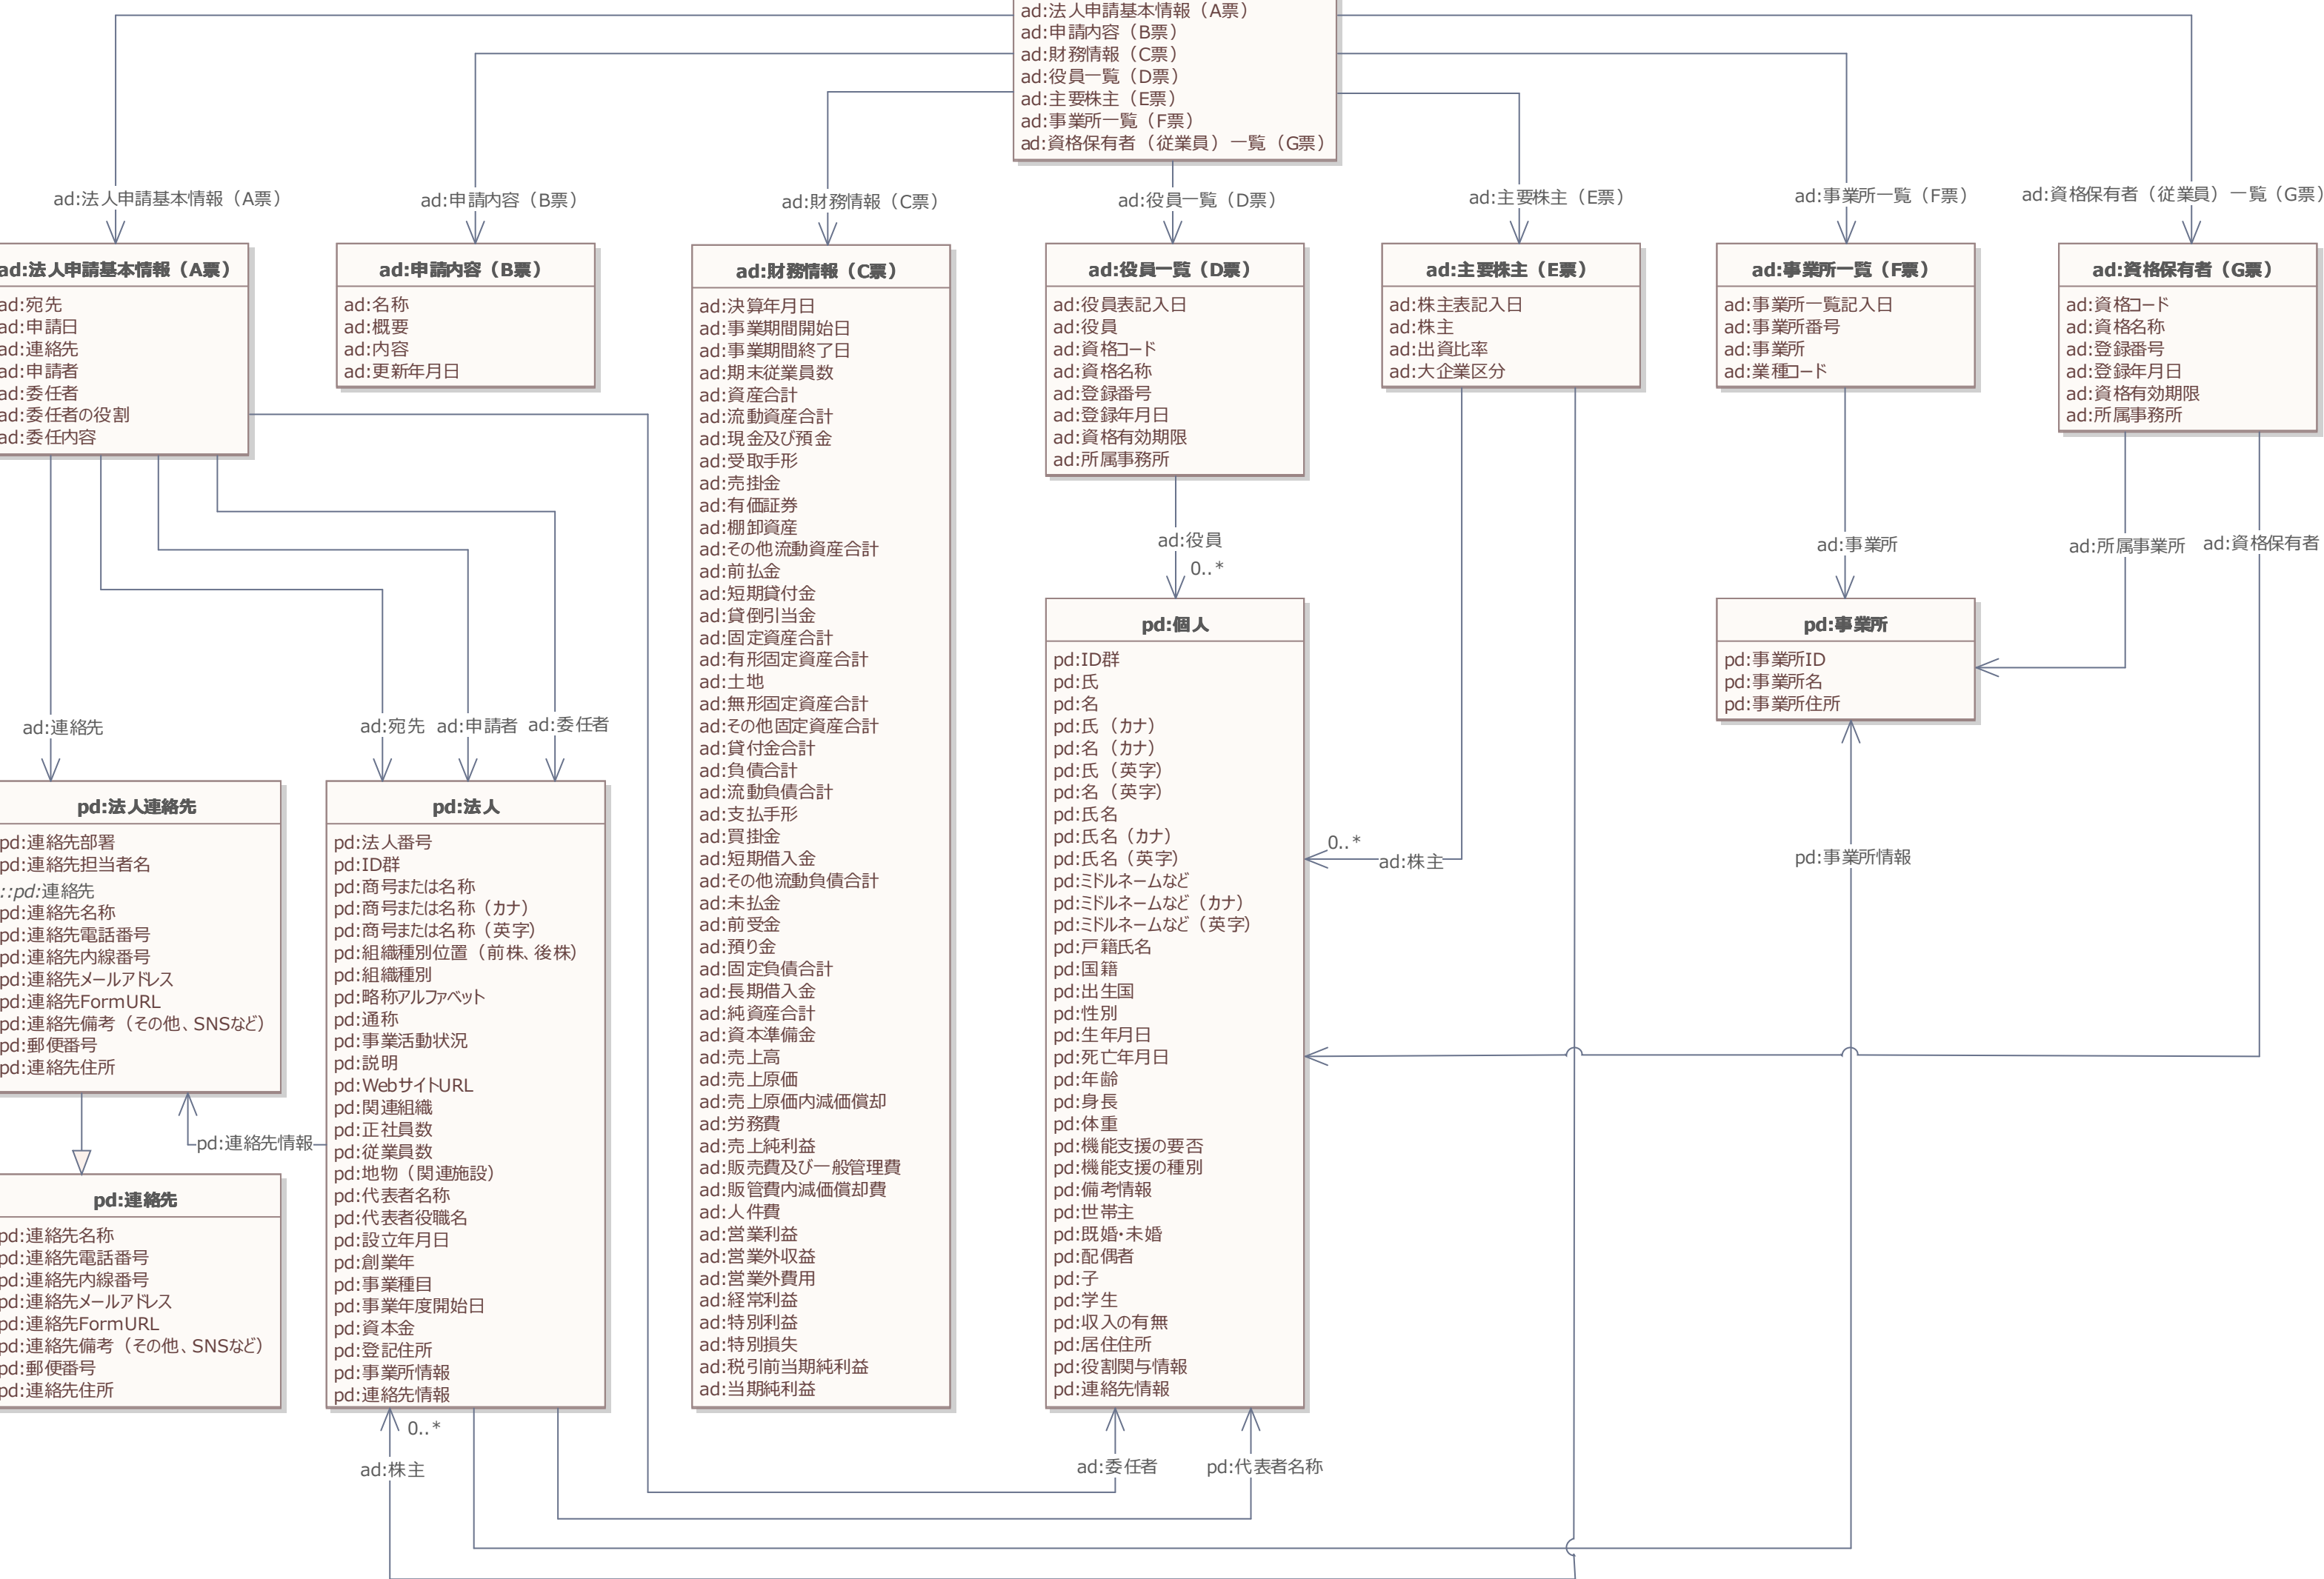 ad:法人申請基本情報（A票）
ad:申請内容（B票）
ad:財務情報（C票）
ad:役員一覧（D票）
ad:主要株主（E票）
ad:事業所一覧（F票）
ad:資格保有者（従業員）一覧（G票）
ad:法人申請基本情報（A票）
ad:申請内容（B票）
ad:財務情報（C票）
ad:役員一覧（D票）
ad:主要株主（E票）
ad:事業所一覧（F票）
ad:資格保有者（従業員）一覧（G票）
ad:法人申請基本情報（A票）
ad:宛先
ad:申請日
ad:連絡先
ad:申請者
ad:委任者
ad:委任者の役割
ad:委任内容
ad:申請内容（B票）
ad:名称
ad:概要
ad:内容
ad:更新年月日
ad:財務情報（C票）
ad:決算年月日
ad:事業期間開始日
ad:事業期間終了日
ad:期末従業員数
ad:資産合計
ad:流動資産合計
ad:現金及び預金
ad:受取手形
ad:売掛金
ad:有価証券
ad:棚卸資産
ad:その他流動資産合計
ad:前払金
ad:短期貸付金
ad:貸倒引当金
ad:固定資産合計
ad:有形固定資産合計
ad:土地
ad:無形固定資産合計
ad:その他固定資産合計
ad:貸付金合計
ad:負債合計
ad:流動負債合計
ad:支払手形
ad:買掛金
ad:短期借入金
ad:その他流動負債合計
ad:未払金
ad:前受金
ad:預り金
ad:固定負債合計
ad:長期借入金
ad:純資産合計
ad:資本準備金
ad:売上高
ad:売上原価
ad:売上原価内減価償却
ad:労務費
ad:売上純利益
ad:販売費及び一般管理費
ad:販管費内減価償却費
ad:人件費
ad:営業利益
ad:営業外収益
ad:営業外費用
ad:経常利益
ad:特別利益
ad:特別損失
ad:税引前当期純利益
ad:当期純利益
ad:役員一覧（D票）
ad:役員表記入日
ad:役員
ad:資格コード
ad:資格名称
ad:登録番号
ad:登録年月日
ad:資格有効期限
ad:所属事務所
ad:主要株主（E票）
ad:株主表記入日
ad:株主
ad:出資比率
ad:大企業区分
ad:事業所一覧（F票）
ad:事業所一覧記入日
ad:事業所番号
ad:事業所
ad:業種コード
ad:資格保有者（G票）
ad:資格コード
ad:資格名称
ad:登録番号
ad:登録年月日
ad:資格有効期限
ad:所属事務所
ad:役員
0..*
ad:事業所
ad:所属事業所
ad:資格保有者
ad:連絡先
ad:宛先
ad:申請者
ad:委任者
pd:個人
pd:ID群
pd:氏
pd:名
pd:氏（カナ）
pd:名（カナ）
pd:氏（英字）
pd:名（英字）
pd:氏名
pd:氏名（カナ）
pd:氏名（英字）
pd:ミドルネームなど
pd:ミドルネームなど（カナ）
pd:ミドルネームなど（英字）
pd:戸籍氏名
pd:国籍
pd:出生国
pd:性別
pd:生年月日
pd:死亡年月日
pd:年齢
pd:身長
pd:体重
pd:機能支援の要否
pd:機能支援の種別
pd:備考情報
pd:世帯主
pd:既婚・未婚
pd:配偶者
pd:子
pd:学生
pd:収入の有無
pd:居住住所
pd:役割関与情報
pd:連絡先情報
pd:事業所
pd:事業所ID
pd:事業所名
pd:事業所住所
0..*
ad:株主
pd:事業所情報
pd:法人連絡先
pd:連絡先部署
pd:連絡先担当者名
::pd:連絡先
pd:連絡先名称
pd:連絡先電話番号
pd:連絡先内線番号
pd:連絡先メールアドレス
pd:連絡先FormURL
pd:連絡先備考（その他、SNSなど）
pd:郵便番号
pd:連絡先住所
pd:法人
pd:法人番号
pd:ID群
pd:商号または名称
pd:商号または名称（カナ）
pd:商号または名称（英字）
pd:組織種別位置（前株、後株）
pd:組織種別
pd:略称アルファベット
pd:通称
pd:事業活動状況
pd:説明
pd:WebサイトURL
pd:関連組織
pd:正社員数
pd:従業員数
pd:地物（関連施設）
pd:代表者名称
pd:代表者役職名
pd:設立年月日
pd:創業年
pd:事業種目
pd:事業年度開始日
pd:資本金
pd:登記住所
pd:事業所情報
pd:連絡先情報
pd:連絡先情報
pd:連絡先
pd:連絡先名称
pd:連絡先電話番号
pd:連絡先内線番号
pd:連絡先メールアドレス
pd:連絡先FormURL
pd:連絡先備考（その他、SNSなど）
pd:郵便番号
pd:連絡先住所
0..*
ad:株主
ad:委任者
pd:代表者名称